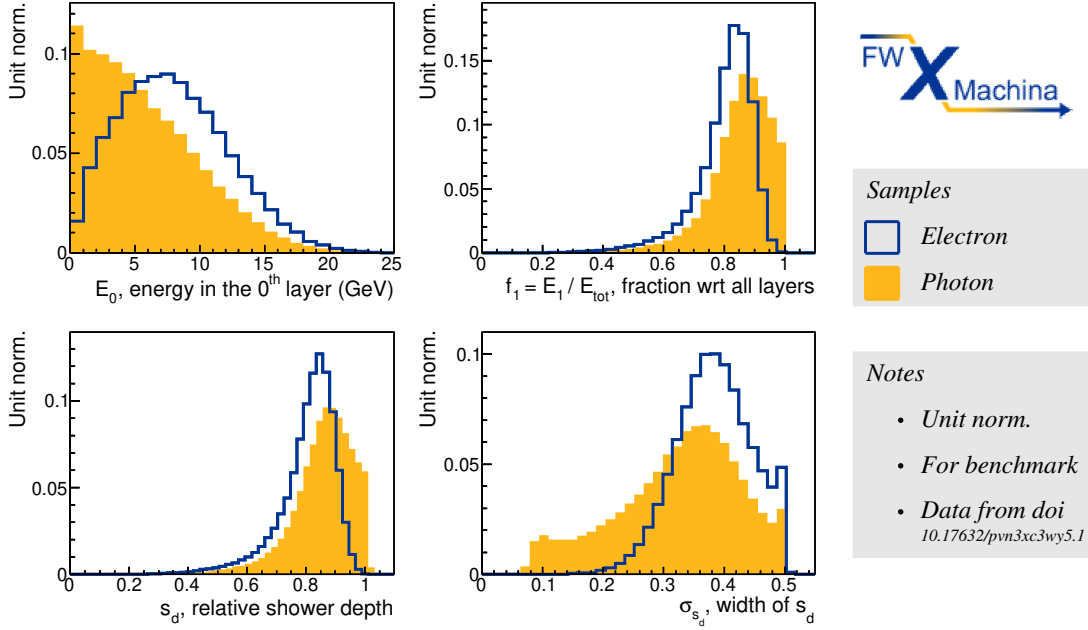 Unit norm.
0.1
0.05
0
0 5 10 15 20 25
E₀, energy in the 0ᵗʰ layer (GeV)
Unit norm.
0.15
0.1
0.05
0
0 0.2 0.4 0.6 0.8 1
f₁ = E₁ / E_tot, fraction wrt all layers
FW
X
Machina
Samples
Electron
Photon
Unit norm.
0.1
0.05
0
0 0.2 0.4 0.6 0.8 1
s_d, relative shower depth
Unit norm.
0.1
0.05
0
0 0.1 0.2 0.3 0.4 0.5
σ_s_d, width of s_d
Notes
• Unit norm.
• For benchmark
• Data from doi
10.17632/pvn3xc3wy5.1